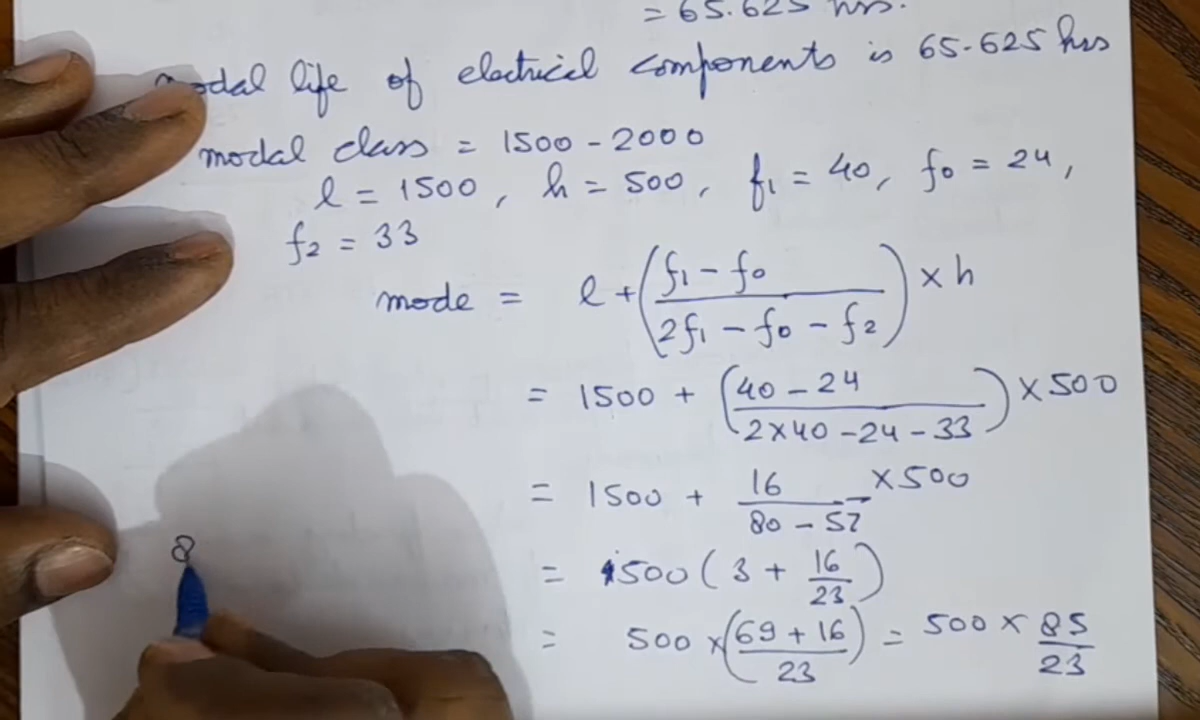 = 65.625 hrs.
modal life of electrical components is 65.625 hrs
modal class = 1500 - 2000
l = 1500, h = 500, f₁ = 40, f₀ = 24,
f₂ = 33
mode = l + ((f₁ - f₀)/(2f₁ - f₀ - f₂)) × h
= 1500 + ((40 - 24)/(2×40 - 24 - 33)) × 500
= 1500 + 16/(80 - 57) × 500
= 500 (3 + 16/23)
= 500 × ((69 + 16)/23) = 500 × 85/23
8